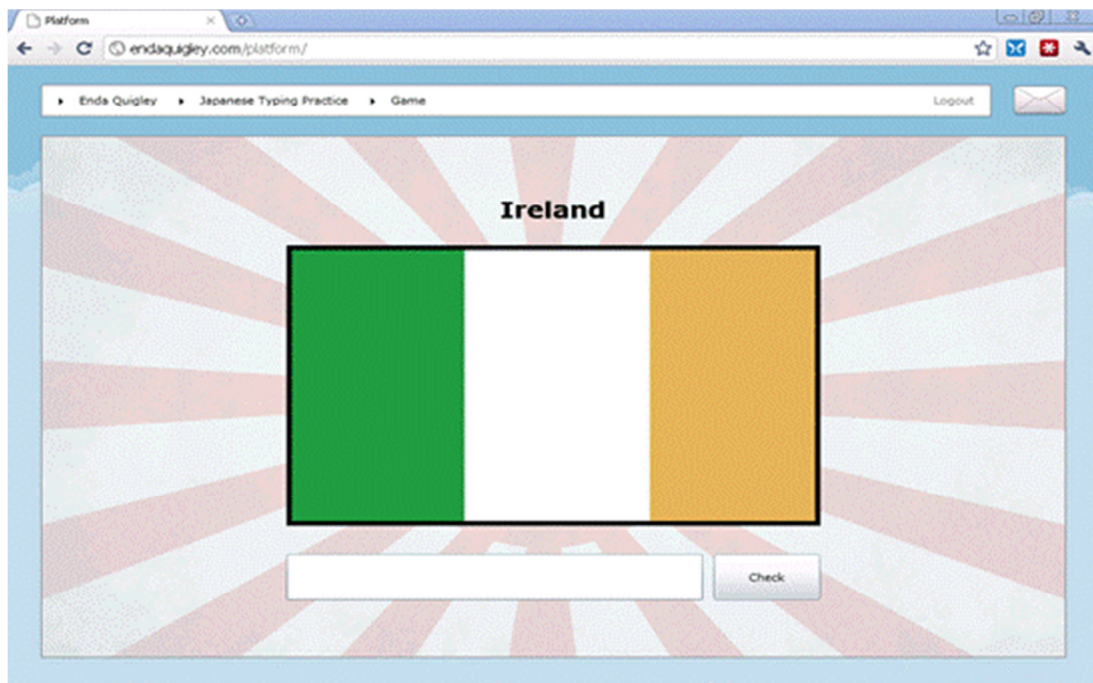 Platform
endaquigley.com/platform/
Enda Quigley Japanese Typing Practice Game Logout
Ireland
Check